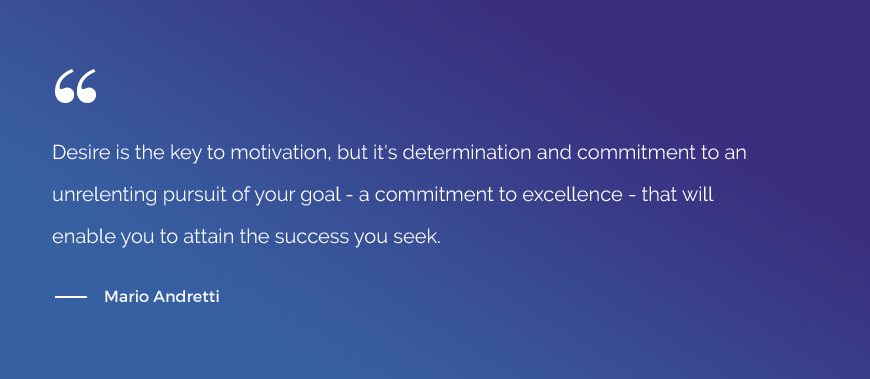 “
Desire is the key to motivation, but it's determination and commitment to an
unrelenting pursuit of your goal - a commitment to excellence - that will
enable you to attain the success you seek.
— Mario Andretti